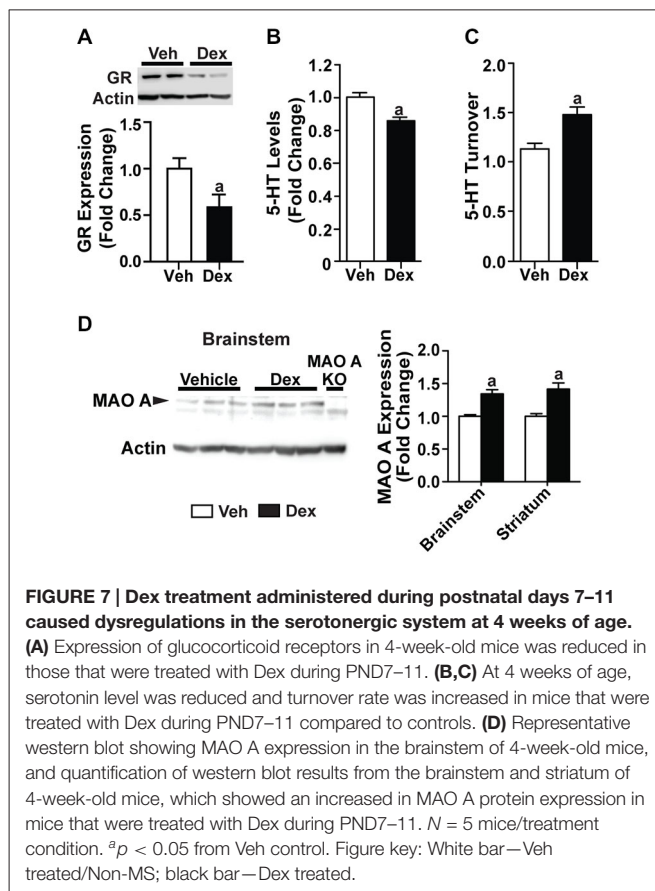 A
Veh Dex
GR
Actin
GR Expression
(Fold Change)
1.5
1.0
0.5
0.0
a
Veh Dex
B
5-HT Levels
(Fold Change)
1.2
1.0
0.8
0.6
0.4
0.2
0
a
Veh Dex
C
5-HT Turnover
2.0
1.5
1.0
0.5
0.0
a
Veh Dex
D
Brainstem
MAO A
Vehicle Dex KO
MAO A
Actin
Veh Dex
MAO A Expression
(Fold Change)
2.0
1.5
1.0
0.5
0.0
a a
Brainstem
Striatum
FIGURE 7 | Dex treatment administered during postnatal days 7–11
caused dysregulations in the serotonergic system at 4 weeks of age.
(A) Expression of glucocorticoid receptors in 4-week-old mice was reduced in
those that were treated with Dex during PND7–11. (B,C) At 4 weeks of age,
serotonin level was reduced and turnover rate was increased in mice that were
treated with Dex during PND7–11 compared to controls. (D) Representative
western blot showing MAO A expression in the brainstem of 4-week-old mice,
and quantification of western blot results from the brainstem and striatum of
4-week-old mice, which showed an increased in MAO A protein expression in
mice that were treated with Dex during PND7–11. N = 5 mice/treatment
condition. ᵃp < 0.05 from Veh control. Figure key: White bar—Veh
treated/Non-MS; black bar—Dex treated.